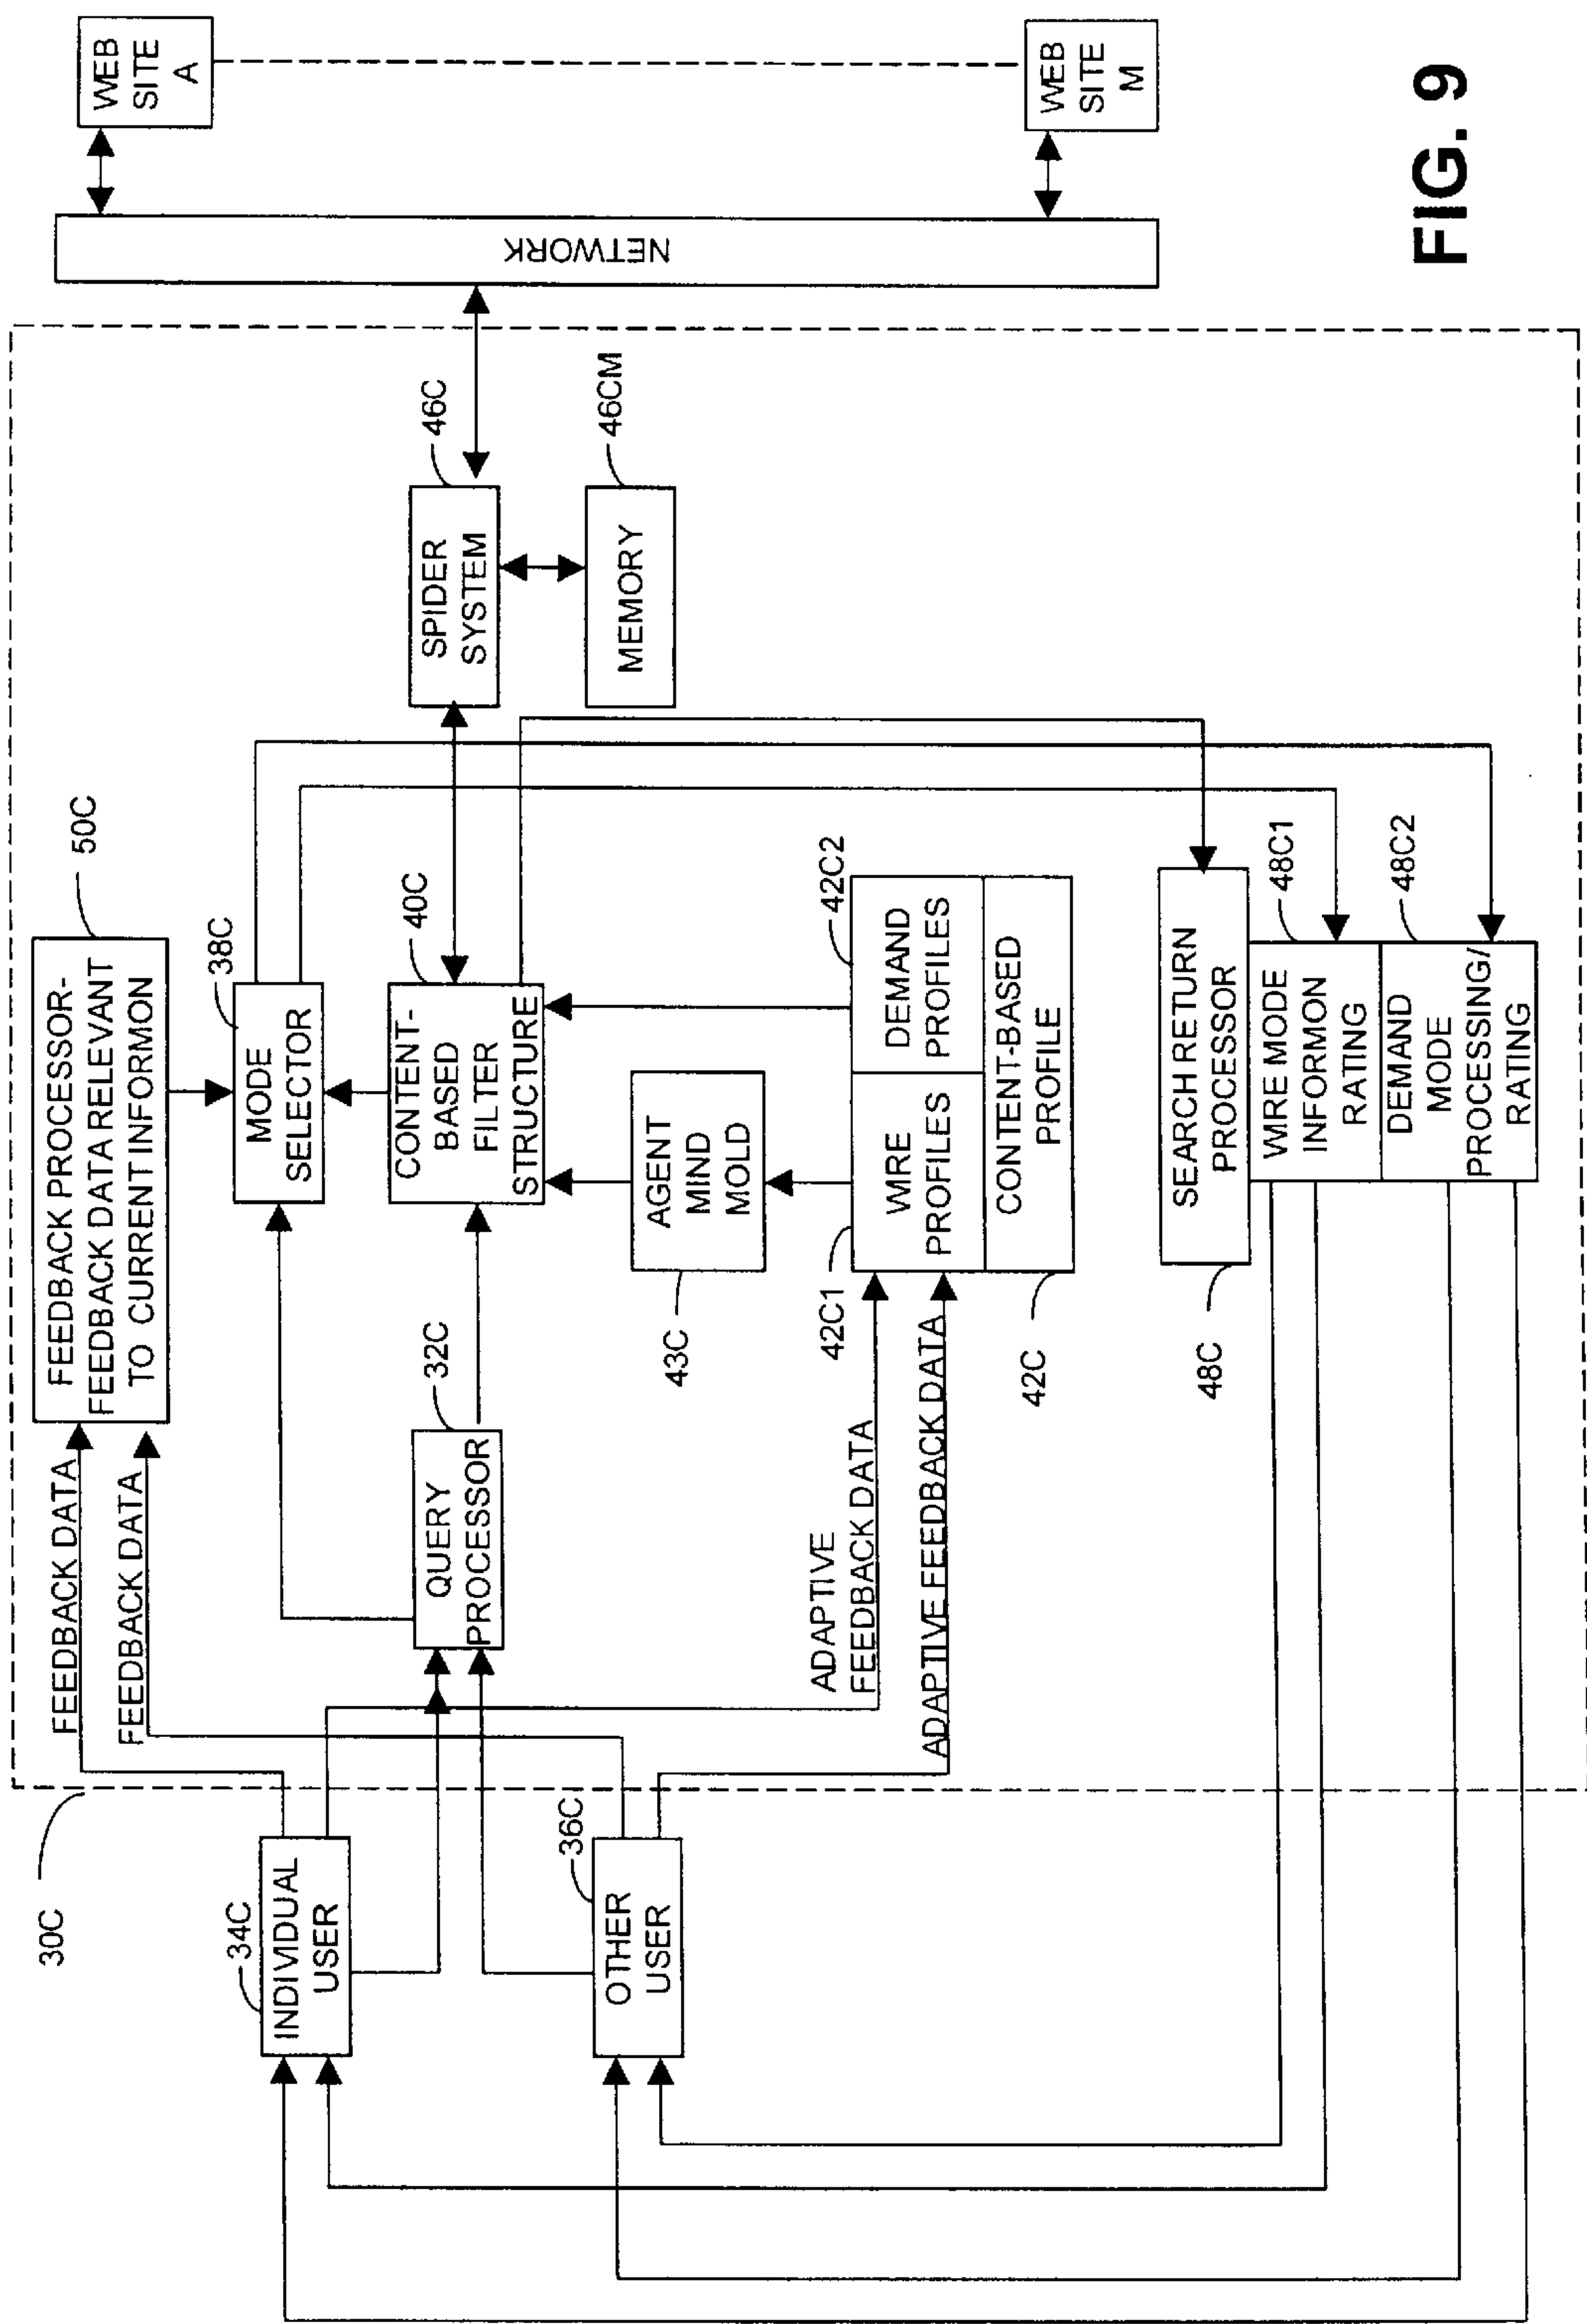 FEEDBACK PROCESSOR-
FEEDBACK DATA RELEVANT
TO CURRENT INFORMON
50C
FEEDBACK DATA
FEEDBACK DATA
30C
34C
INDIVIDUAL
USER
36C
OTHER
USER
MODE
SELECTOR
38C
QUERY
PROCESSOR
32C
CONTENT-
BASED
FILTER
STRUCTURE
40C
SPIDER
SYSTEM
46C
MEMORY
46CM
NETWORK
WEB
SITE
A
WEB
SITE
M
AGENT
MIND
MOLD
43C
ADAPTIVE
FEEDBACK DATA
ADAPTIVE FEEDBACK DATA
42C1
WIRE
PROFILES
DEMAND
PROFILES
42C2
CONTENT-BASED
PROFILE
42C
SEARCH RETURN
PROCESSOR
48C
WIRE MODE
INFORMON
RATING
48C1
DEMAND
MODE
PROCESSING/
RATING
48C2
FIG. 9